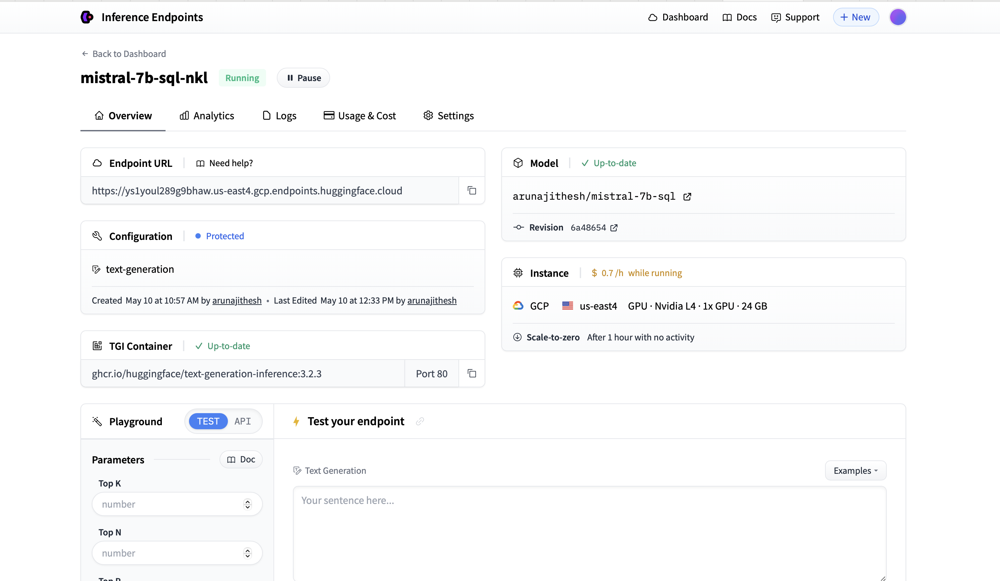 Inference Endpoints
Dashboard
Docs
Support
New
Back to Dashboard
mistral-7b-sql-nkl
Running
Pause
Overview
Analytics
Logs
Usage & Cost
Settings
Endpoint URL
Need help?
https://ys1youl289g9bhaw.us-east4.gcp.endpoints.huggingface.cloud
Configuration
Protected
text-generation
Created May 10 at 10:57 AM by arunajithesh • Last Edited May 10 at 12:33 PM by arunajithesh
TGI Container
Up-to-date
ghcr.io/huggingface/text-generation-inference:3.2.3
Port 80
Model
Up-to-date
arunajithesh/mistral-7b-sql
Revision 6a48654
Instance
$ 0.7 /h while running
GCP
us-east4
GPU · Nvidia L4 · 1x GPU · 24 GB
Scale-to-zero After 1 hour with no activity
Playground
TEST
API
Parameters
Doc
Top K
number
Top N
number
Test your endpoint
Text Generation
Examples
Your sentence here...